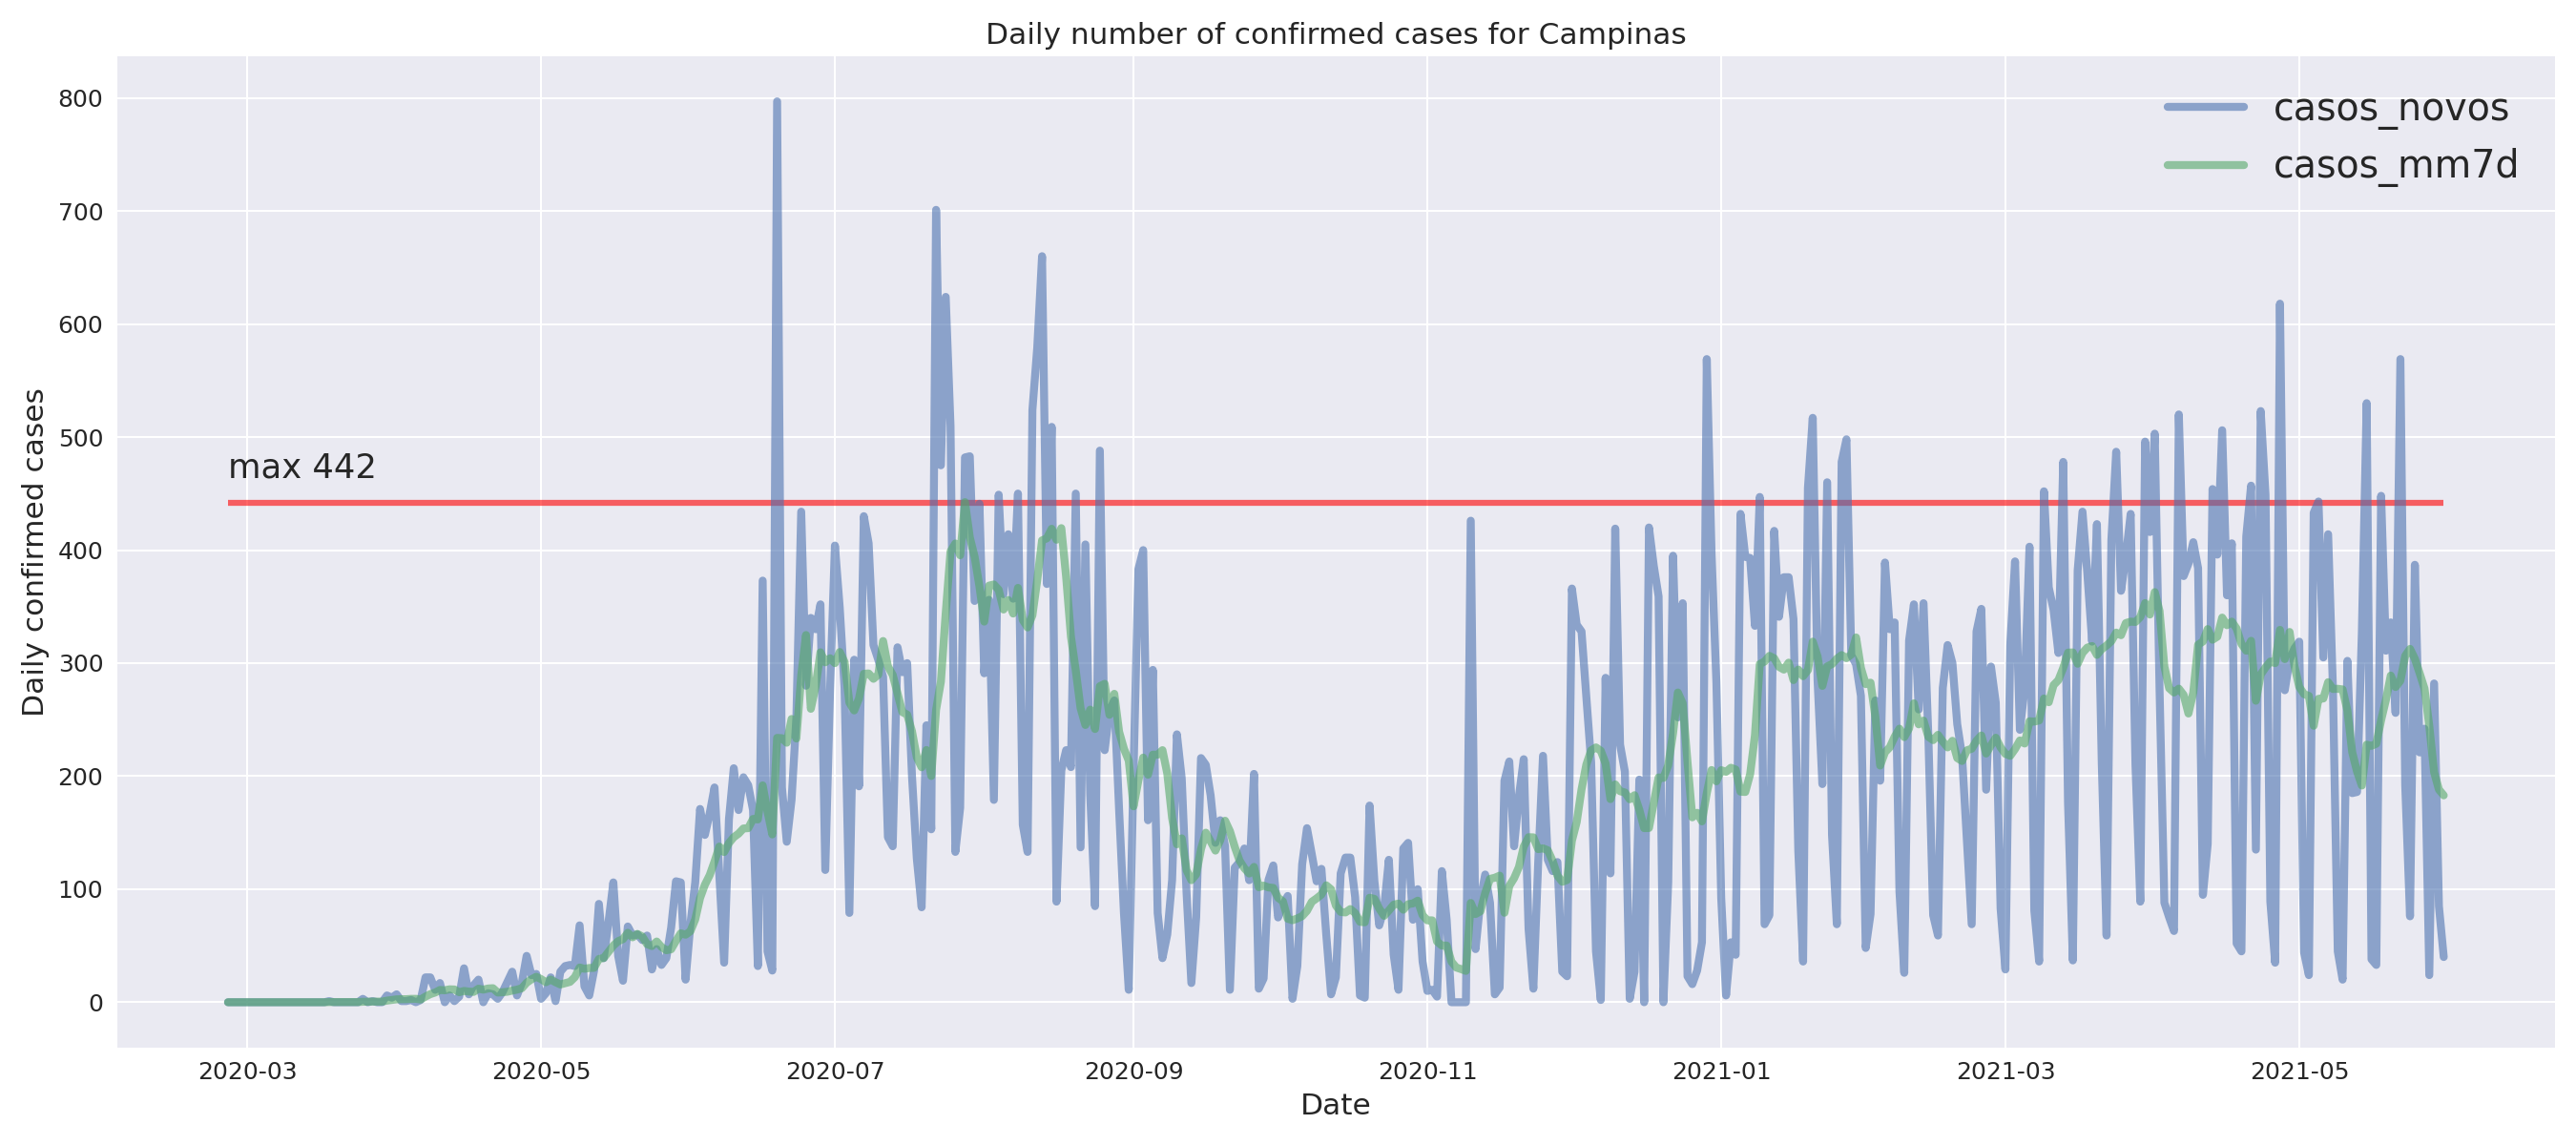 Daily number of confirmed cases for Campinas
casos_novos
casos_mm7d
max 442
Daily confirmed cases
800
700
600
500
400
300
200
100
0
2020-03 2020-05 2020-07 2020-09 2020-11 2021-01 2021-03 2021-05
Date